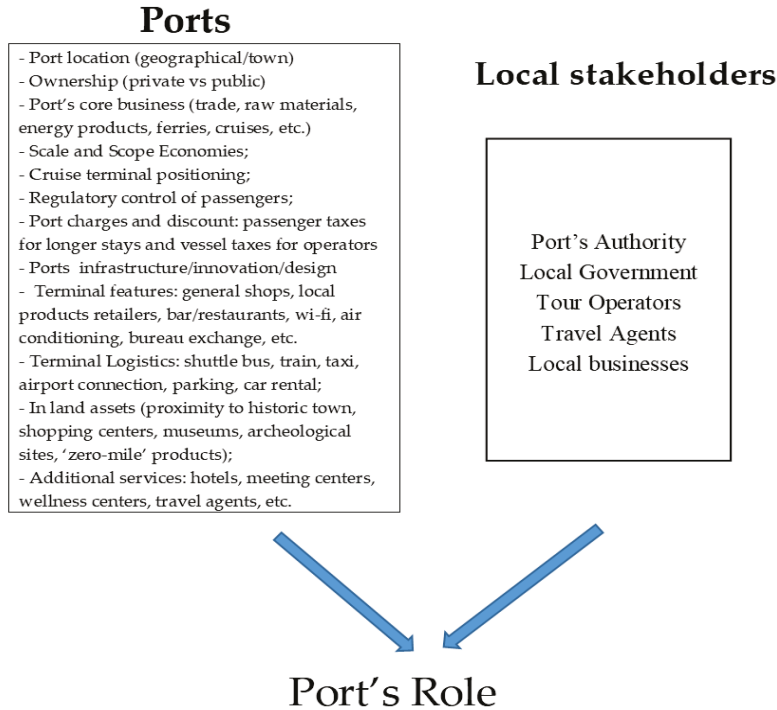 Ports
- Port location (geographical/town)
- Ownership (private vs public)
- Port's core business (trade, raw materials,
energy products, ferries, cruises, etc.)
- Scale and Scope Economies;
- Cruise terminal positioning;
- Regulatory control of passengers;
- Port charges and discount: passenger taxes
for longer stays and vessel taxes for operators
- Ports infrastructure/innovation/design
- Terminal features: general shops, local
products retailers, bar/restaurants, wi-fi, air
conditioning, bureau exchange, etc.
- Terminal Logistics: shuttle bus, train, taxi,
airport connection, parking, car rental;
- In land assets (proximity to historic town,
shopping centers, museums, archeological
sites, 'zero-mile' products);
- Additional services: hotels, meeting centers,
wellness centers, travel agents, etc.
Local stakeholders
Port's Authority
Local Government
Tour Operators
Travel Agents
Local businesses
Port's Role